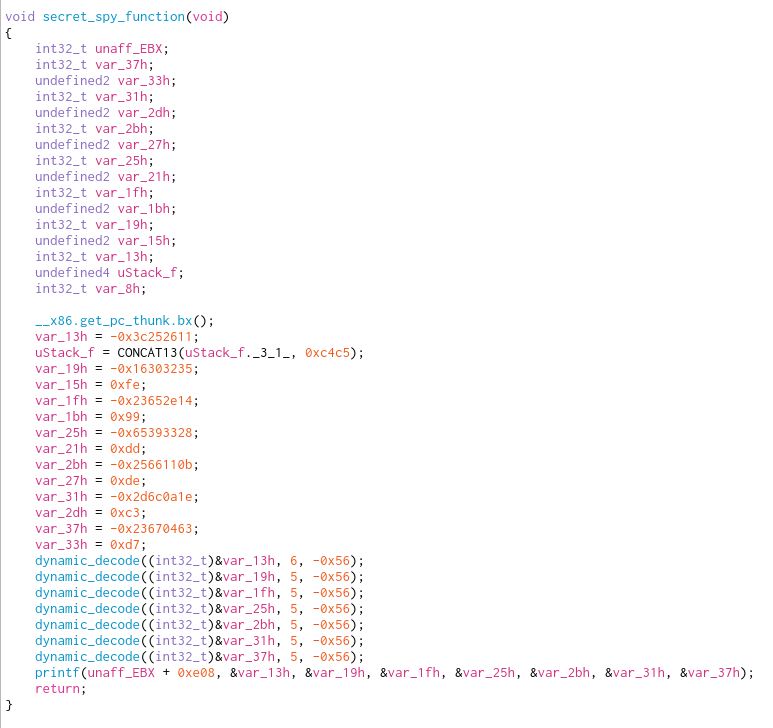 void secret_spy_function(void)
{
    int32_t unaff_EBX;
    int32_t var_37h;
    undefined2 var_33h;
    int32_t var_31h;
    undefined2 var_2dh;
    int32_t var_2bh;
    undefined2 var_27h;
    int32_t var_25h;
    undefined2 var_21h;
    int32_t var_1fh;
    undefined2 var_1bh;
    int32_t var_19h;
    undefined2 var_15h;
    int32_t var_13h;
    undefined4 uStack_f;
    int32_t var_8h;

    __x86.get_pc_thunk.bx();
    var_13h = -0x3c252611;
    uStack_f = CONCAT13(uStack_f._3_1_, 0xc4c5);
    var_19h = -0x16303235;
    var_15h = 0xfe;
    var_1fh = -0x23652e14;
    var_1bh = 0x99;
    var_25h = -0x65393328;
    var_21h = 0xdd;
    var_2bh = -0x2566110b;
    var_27h = 0xde;
    var_31h = -0x2d6c0a1e;
    var_2dh = 0xc3;
    var_37h = -0x23670463;
    var_33h = 0xd7;
    dynamic_decode((int32_t)&var_13h, 6, -0x56);
    dynamic_decode((int32_t)&var_19h, 5, -0x56);
    dynamic_decode((int32_t)&var_1fh, 5, -0x56);
    dynamic_decode((int32_t)&var_25h, 5, -0x56);
    dynamic_decode((int32_t)&var_2bh, 5, -0x56);
    dynamic_decode((int32_t)&var_31h, 5, -0x56);
    dynamic_decode((int32_t)&var_37h, 5, -0x56);
    printf(unaff_EBX + 0xe08, &var_13h, &var_19h, &var_1fh, &var_25h, &var_2bh, &var_31h, &var_37h);
    return;
}